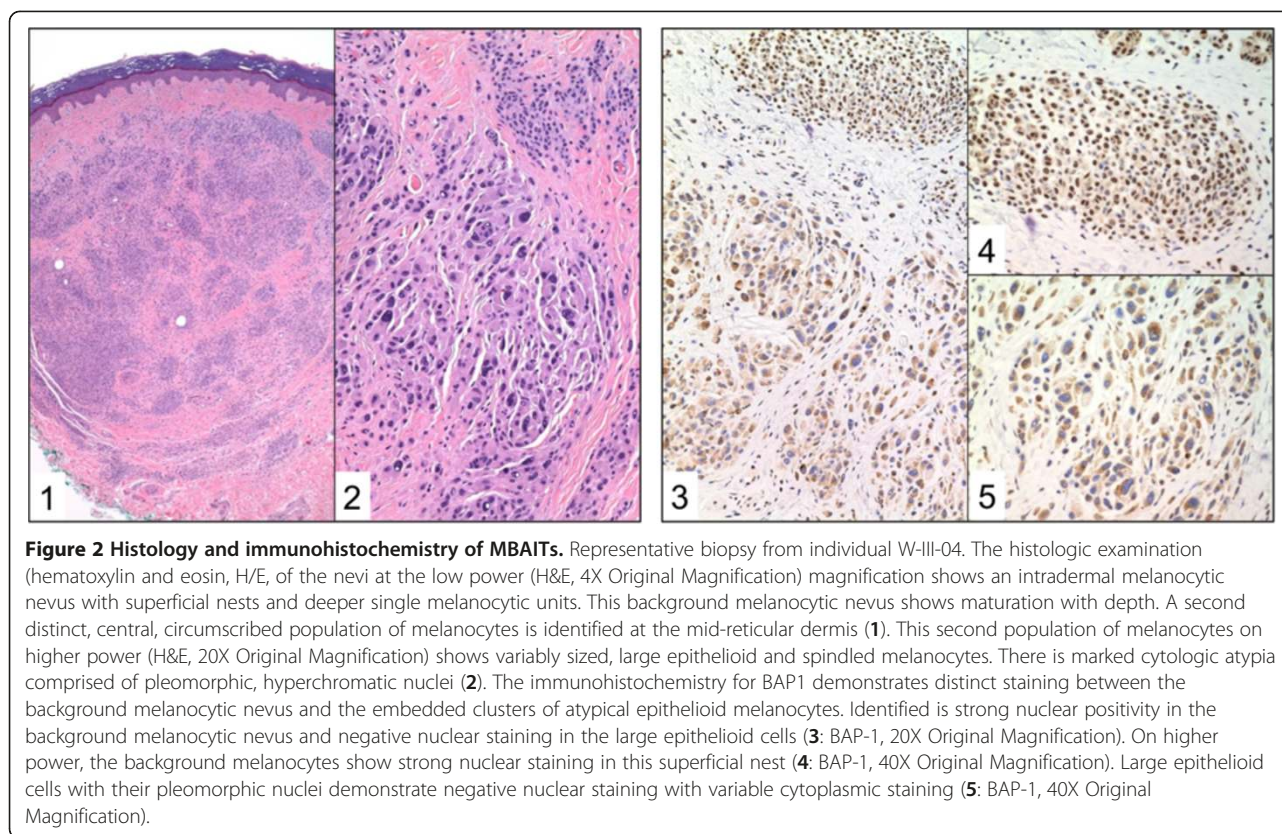 1
2
3
4
5
Figure 2 Histology and immunohistochemistry of MBAITs. Representative biopsy from individual W-III-04. The histologic examination
(hematoxylin and eosin, H/E, of the nevi at the low power (H&E, 4X Original Magnification) magnification shows an intradermal melanocytic
nevus with superficial nests and deeper single melanocytic units. This background melanocytic nevus shows maturation with depth. A second
distinct, central, circumscribed population of melanocytes is identified at the mid-reticular dermis (1). This second population of melanocytes on
higher power (H&E, 20X Original Magnification) shows variably sized, large epithelioid and spindled melanocytes. There is marked cytologic atypia
comprised of pleomorphic, hyperchromatic nuclei (2). The immunohistochemistry for BAP1 demonstrates distinct staining between the
background melanocytic nevus and the embedded clusters of atypical epithelioid melanocytes. Identified is strong nuclear positivity in the
background melanocytic nevus and negative nuclear staining in the large epithelioid cells (3: BAP-1, 20X Original Magnification). On higher
power, the background melanocytes show strong nuclear staining in this superficial nest (4: BAP-1, 40X Original Magnification). Large epithelioid
cells with their pleomorphic nuclei demonstrate negative nuclear staining with variable cytoplasmic staining (5: BAP-1, 40X Original
Magnification).